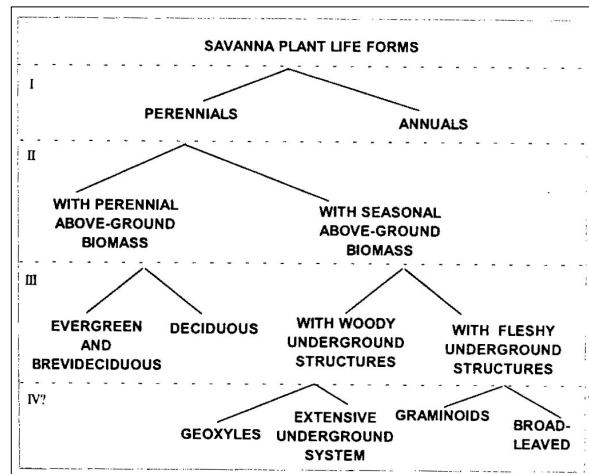 SAVANNA PLANT LIFE FORMS
I
PERENNIALS
ANNUALS
II
WITH PERENNIAL
ABOVE-GROUND
BIOMASS
WITH SEASONAL
ABOVE-GROUND
BIOMASS
III
EVERGREEN
AND
BREVIDECIDUOUS
DECIDUOUS
WITH WOODY
UNDERGROUND
STRUCTURES
WITH FLESHY
UNDERGROUND
STRUCTURES
IV?
GEOXYLES
EXTENSIVE
UNDERGROUND
SYSTEM
GRAMINOIDS
BROAD-
LEAVED